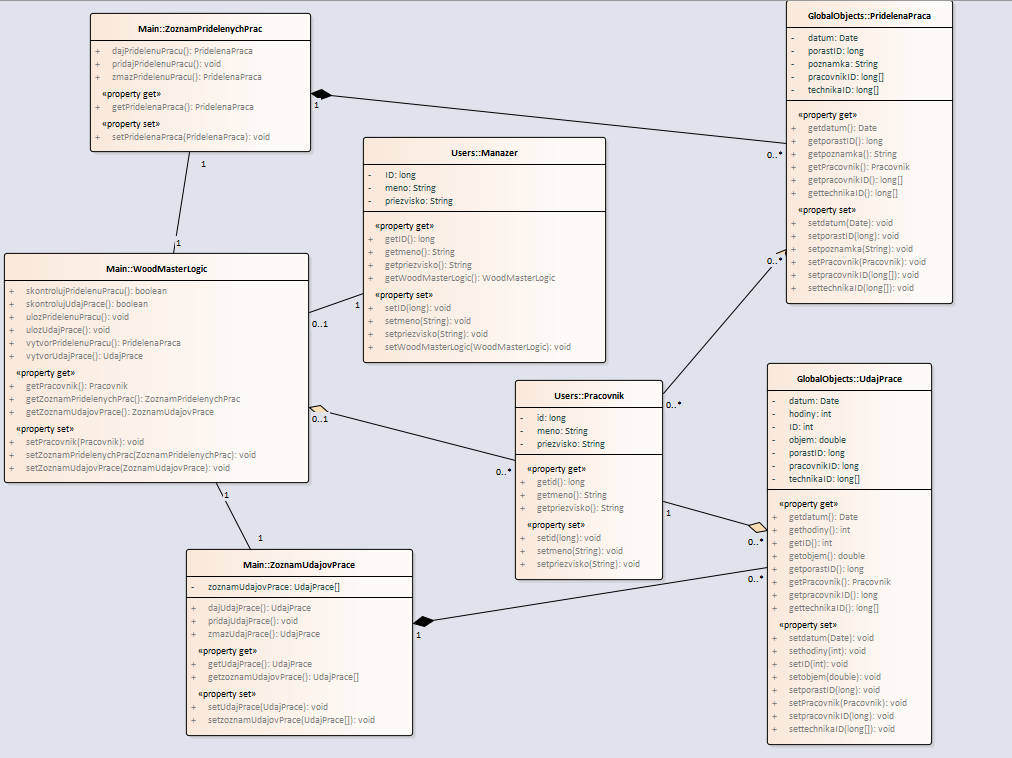 Main::ZoznamPridelenychPrac
+ dajPridelenuPracu(): PridelenaPraca
+ pridajPridelenuPracu(): void
+ zmazPridelenuPracu(): PridelenaPraca
«property get»
+ getPridelenaPraca(): PridelenaPraca
«property set»
+ setPridelenaPraca(PridelenaPraca): void
1
0..*
1
1
GlobalObjects::PridelenaPraca
- datum: Date
- porastID: long
- poznamka: String
- pracovnikID: long[]
- technikaID: long[]
«property get»
+ getdatum(): Date
+ getporastID(): long
+ getpoznamka(): String
+ getPracovnik(): Pracovnik
+ getpracovnikID(): long[]
+ gettechnikaID(): long[]
«property set»
+ setdatum(Date): void
+ setporastID(long): void
+ setpoznamka(String): void
+ setPracovnik(Pracovnik): void
+ setpracovnikID(long[]): void
+ settechnikaID(long[]): void
0..*
0..*
Users::Manazer
- ID: long
- meno: String
- priezvisko: String
«property get»
+ getID(): long
+ getmeno(): String
+ getpriezvisko(): String
+ getWoodMasterLogic(): WoodMasterLogic
«property set»
+ setID(long): void
+ setmeno(String): void
+ setpriezvisko(String): void
+ setWoodMasterLogic(WoodMasterLogic): void
1
0..1
Main::WoodMasterLogic
+ skontrolujPridelenuPracu(): boolean
+ skontrolujUdajPrace(): boolean
+ ulozPridelenuPracu(): void
+ ulozUdajPrace(): void
+ vytvorPridelenuPracu(): PridelenaPraca
+ vytvorUdajPrace(): UdajPrace
«property get»
+ getPracovnik(): Pracovnik
+ getZoznamPridelenychPrac(): ZoznamPridelenychPrac
+ getZoznamUdajovPrace(): ZoznamUdajovPrace
«property set»
+ setPracovnik(Pracovnik): void
+ setZoznamPridelenychPrac(ZoznamPridelenychPrac): void
+ setZoznamUdajovPrace(ZoznamUdajovPrace): void
0..1
0..*
1
1
Users::Pracovnik
- id: long
- meno: String
- priezvisko: String
«property get»
+ getid(): long
+ getmeno(): String
+ getpriezvisko(): String
«property set»
+ setid(long): void
+ setmeno(String): void
+ setpriezvisko(String): void
1
0..*
0..*
GlobalObjects::UdajPrace
- datum: Date
- hodiny: int
- ID: int
- objem: double
- porastID: long
- pracovnikID: long
- technikaID: long[]
«property get»
+ getdatum(): Date
+ gethodiny(): int
+ getID(): int
+ getobjem(): double
+ getporastID(): long
+ getPracovnik(): Pracovnik
+ getpracovnikID(): long
+ gettechnikaID(): long[]
«property set»
+ setdatum(Date): void
+ sethodiny(int): void
+ setID(int): void
+ setobjem(double): void
+ setporastID(long): void
+ setPracovnik(Pracovnik): void
+ setpracovnikID(long): void
+ settechnikaID(long[]): void
Main::ZoznamUdajovPrace
- zoznamUdajovPrace: UdajPrace[]
+ dajUdajPrace(): UdajPrace
+ pridajUdajPrace(): void
+ zmazUdajPrace(): UdajPrace
«property get»
+ getUdajPrace(): UdajPrace
+ getzoznamUdajovPrace(): UdajPrace[]
«property set»
+ setUdajPrace(UdajPrace): void
+ setzoznamUdajovPrace(UdajPrace[]): void
1